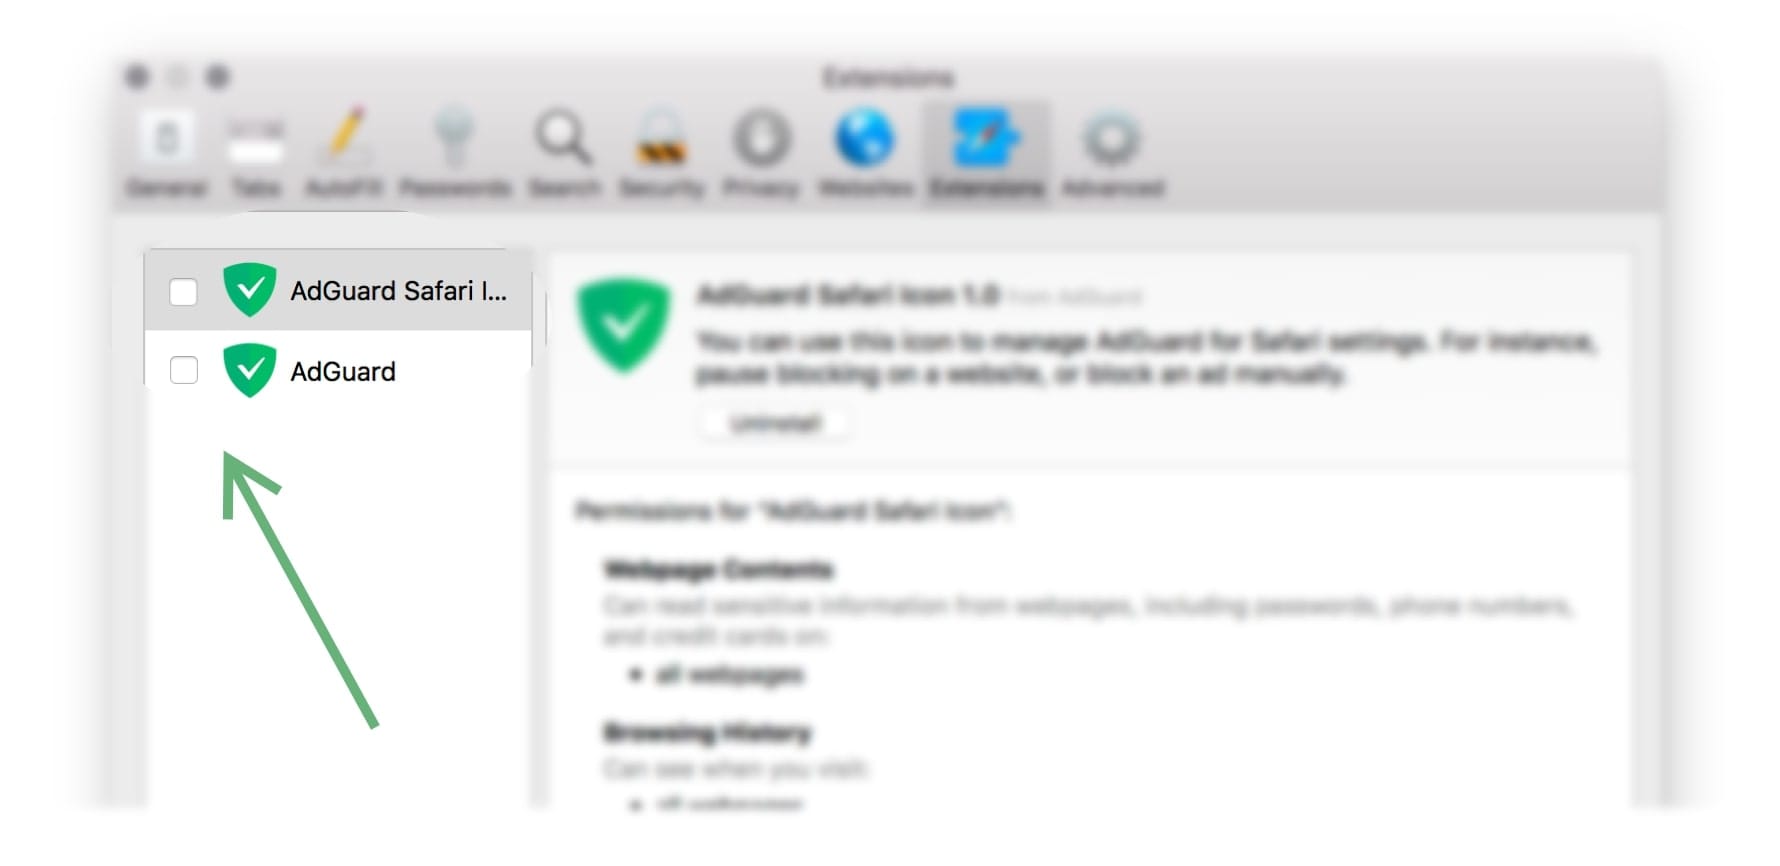 Extensions
General Tabs AutoFill Passwords Search Security Privacy Websites Extensions Advanced
AdGuard Safari I...
AdGuard
AdGuard Safari Icon 1.0 from AdGuard
You can use this icon to manage AdGuard for Safari settings. For instance,
pause blocking on a website, or block an ad manually.
Uninstall
Permissions for "AdGuard Safari Icon":
Webpage Contents
Can read sensitive information from webpages, including passwords, phone numbers,
and credit cards on:
• all webpages
Browsing History
Can see when you visit:
• all webpages